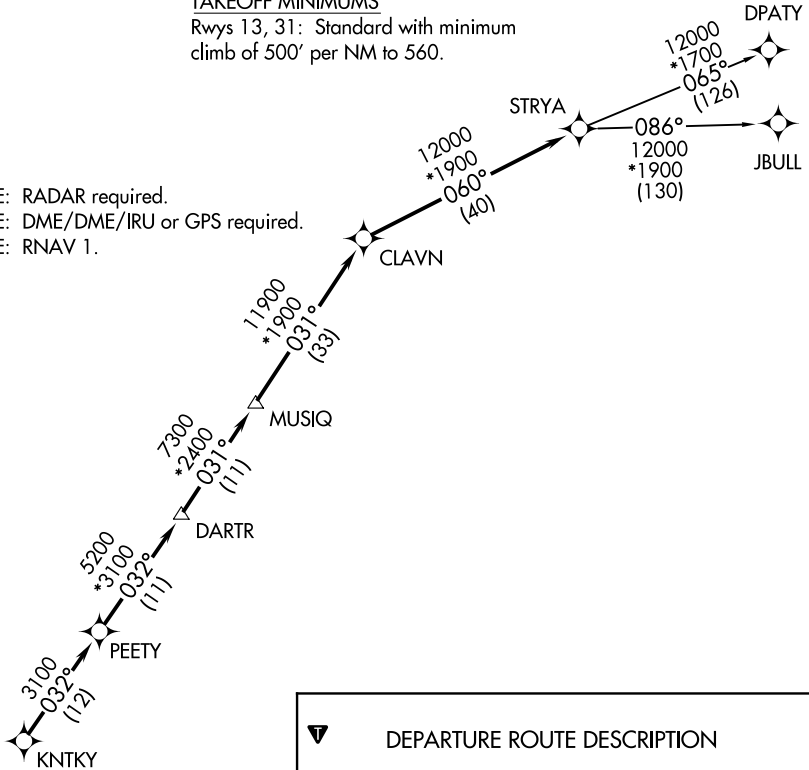 TAKEOFF MINIMUMS
Rwys 13, 31: Standard with minimum
climb of 500' per NM to 560.
DPATY
12000
*1700
065°
(126)
STRYA
086°
12000
*1900
(130)
JBULL
12000
*1900
060°
(40)
E: RADAR required.
E: DME/DME/IRU or GPS required.
E: RNAV 1.
CLAVN
11900
*1900
031°
(33)
MUSIQ
7300
*2400
031°
(11)
DARTR
5200
*3100
032°
(11)
PEETY
3100
032°
(12)
KNTKY
T
DEPARTURE ROUTE DESCRIPTION